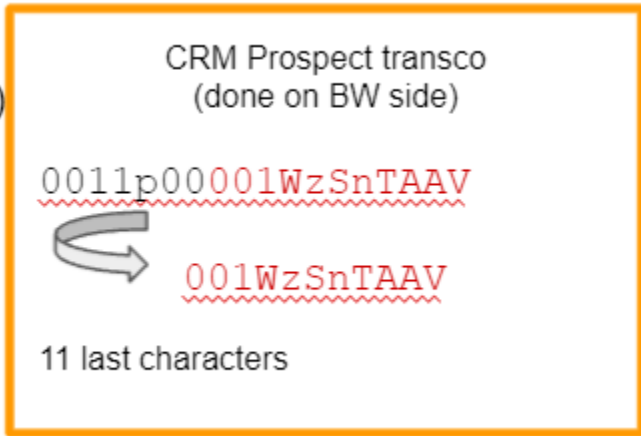 )
CRM Prospect transco
(done on BW side)
0011p00001WzSnTAAV
001WzSnTAAV
11 last characters